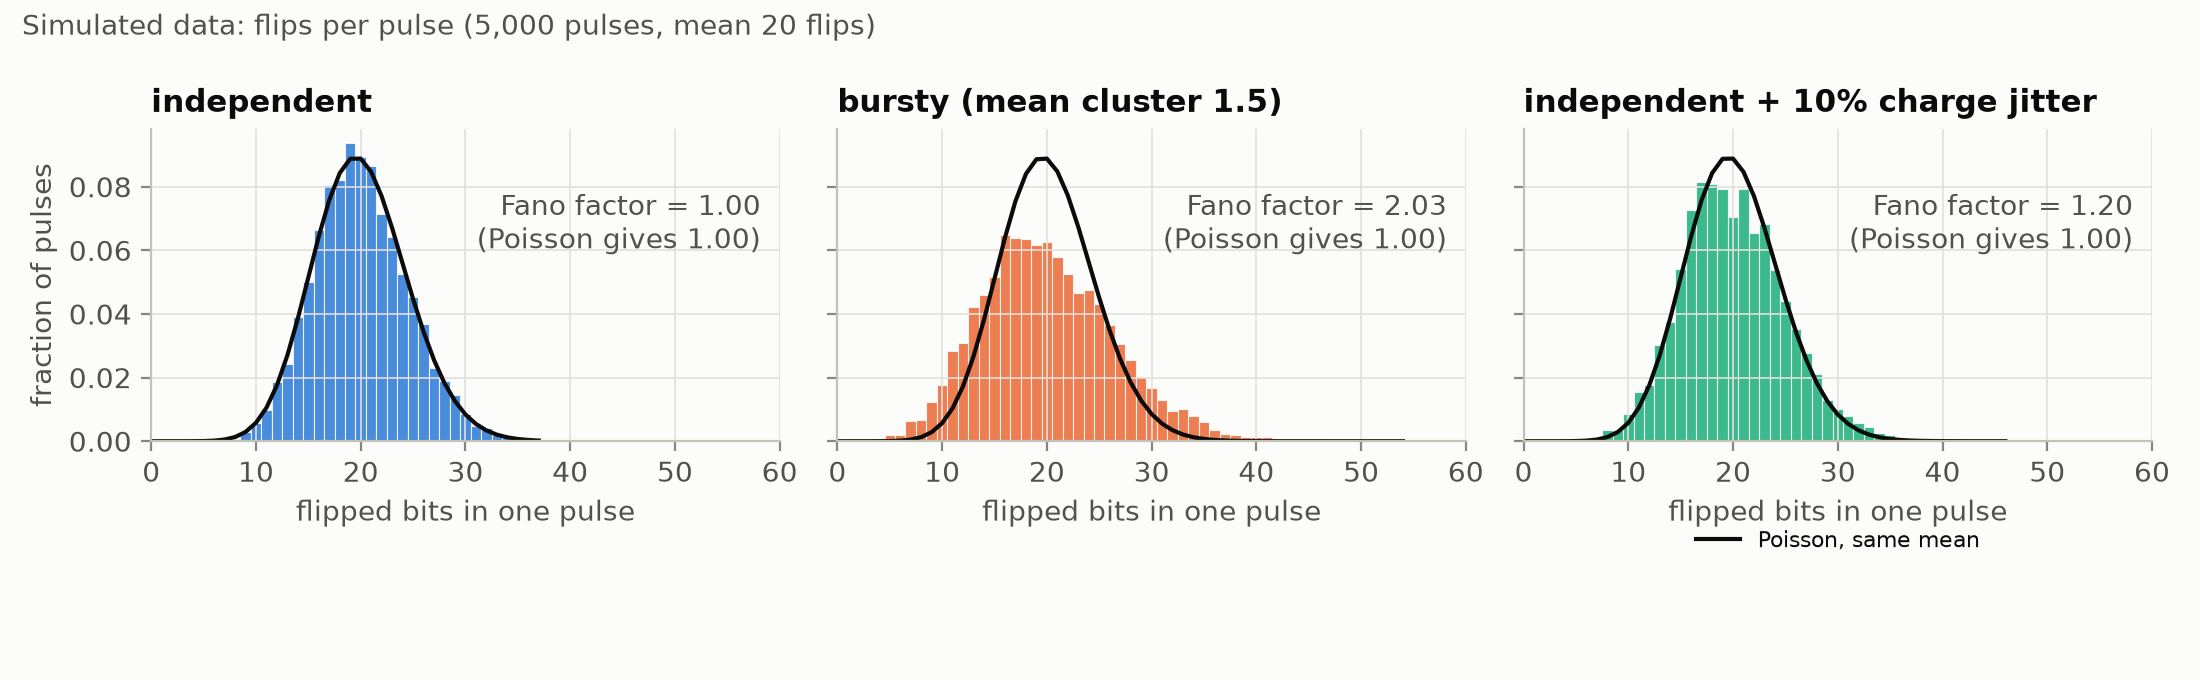 Simulated data: flips per pulse (5,000 pulses, mean 20 flips)
independent
fraction of pulses
0.08
0.06
0.04
0.02
0.00
Fano factor = 1.00
(Poisson gives 1.00)
0 10 20 30 40 50 60
flipped bits in one pulse
bursty (mean cluster 1.5)
Fano factor = 2.03
(Poisson gives 1.00)
0 10 20 30 40 50 60
flipped bits in one pulse
independent + 10% charge jitter
Fano factor = 1.20
(Poisson gives 1.00)
0 10 20 30 40 50 60
flipped bits in one pulse
Poisson, same mean